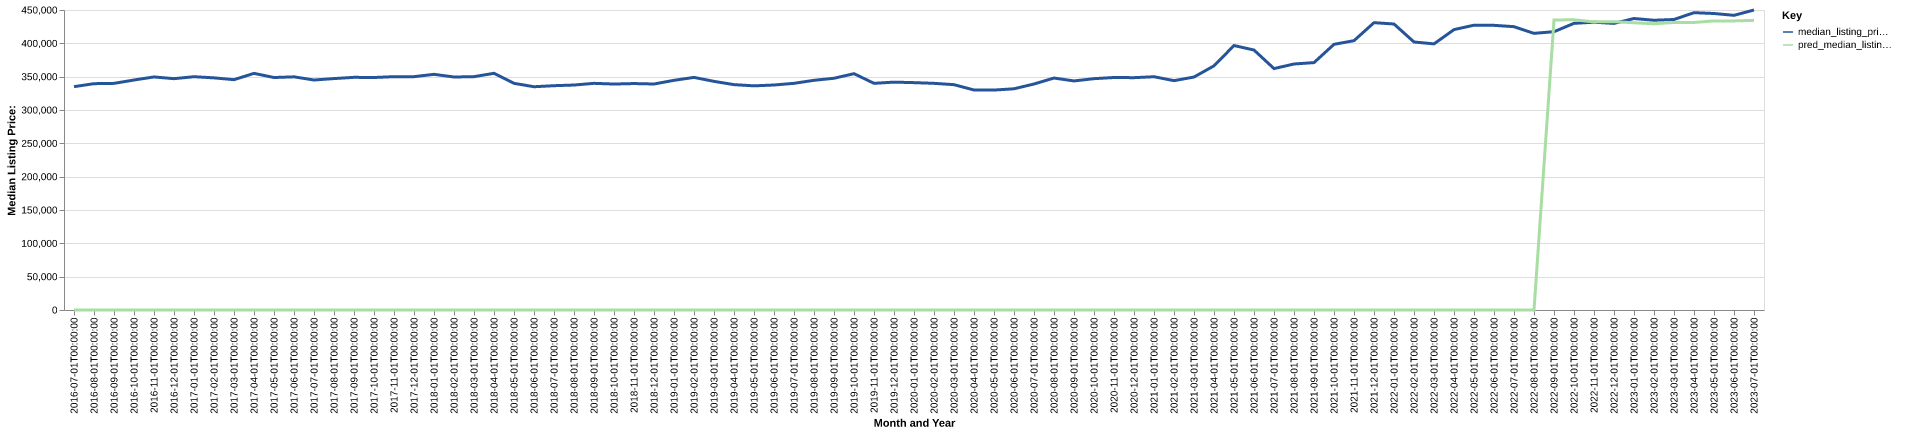 450,000
400,000
350,000
300,000
250,000
200,000
150,000
100,000
50,000
0
Median Listing Price:
2016-07-01T00:00:00
2016-08-01T00:00:00
2016-09-01T00:00:00
2016-10-01T00:00:00
2016-11-01T00:00:00
2016-12-01T00:00:00
2017-01-01T00:00:00
2017-02-01T00:00:00
2017-03-01T00:00:00
2017-04-01T00:00:00
2017-05-01T00:00:00
2017-06-01T00:00:00
2017-07-01T00:00:00
2017-08-01T00:00:00
2017-09-01T00:00:00
2017-10-01T00:00:00
2017-11-01T00:00:00
2017-12-01T00:00:00
2018-01-01T00:00:00
2018-02-01T00:00:00
2018-03-01T00:00:00
2018-04-01T00:00:00
2018-05-01T00:00:00
2018-06-01T00:00:00
2018-07-01T00:00:00
2018-08-01T00:00:00
2018-09-01T00:00:00
2018-10-01T00:00:00
2018-11-01T00:00:00
2018-12-01T00:00:00
2019-01-01T00:00:00
2019-02-01T00:00:00
2019-03-01T00:00:00
2019-04-01T00:00:00
2019-05-01T00:00:00
2019-06-01T00:00:00
2019-07-01T00:00:00
2019-08-01T00:00:00
2019-09-01T00:00:00
2019-10-01T00:00:00
2019-11-01T00:00:00
2019-12-01T00:00:00
2020-01-01T00:00:00
2020-02-01T00:00:00
2020-03-01T00:00:00
2020-04-01T00:00:00
2020-05-01T00:00:00
2020-06-01T00:00:00
2020-07-01T00:00:00
2020-08-01T00:00:00
2020-09-01T00:00:00
2020-10-01T00:00:00
2020-11-01T00:00:00
2020-12-01T00:00:00
2021-01-01T00:00:00
2021-02-01T00:00:00
2021-03-01T00:00:00
2021-04-01T00:00:00
2021-05-01T00:00:00
2021-06-01T00:00:00
2021-07-01T00:00:00
2021-08-01T00:00:00
2021-09-01T00:00:00
2021-10-01T00:00:00
2021-11-01T00:00:00
2021-12-01T00:00:00
2022-01-01T00:00:00
2022-02-01T00:00:00
2022-03-01T00:00:00
2022-04-01T00:00:00
2022-05-01T00:00:00
2022-06-01T00:00:00
2022-07-01T00:00:00
2022-08-01T00:00:00
2022-09-01T00:00:00
2022-10-01T00:00:00
2022-11-01T00:00:00
2022-12-01T00:00:00
2023-01-01T00:00:00
2023-02-01T00:00:00
2023-03-01T00:00:00
2023-04-01T00:00:00
2023-05-01T00:00:00
2023-06-01T00:00:00
2023-07-01T00:00:00
Month and Year
Key
median_listing_pri…
pred_median_listin…